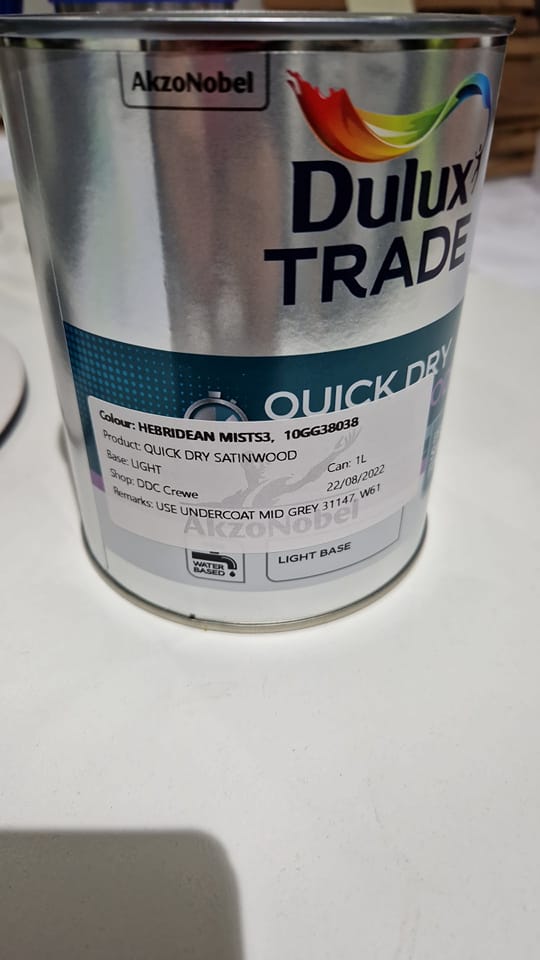 AkzoNobel
Dulux
TRADE
QUICK DRY
Colour: HEBRIDEAN MISTS3, 10GG38038
Product: QUICK DRY SATINWOOD
Base: LIGHT
Can: 1L
Shop: DDC Crewe
22/08/2022
Remarks: USE UNDERCOAT MID GREY 31147, W61
AkzoNobel
WATER
BASED
LIGHT BASE